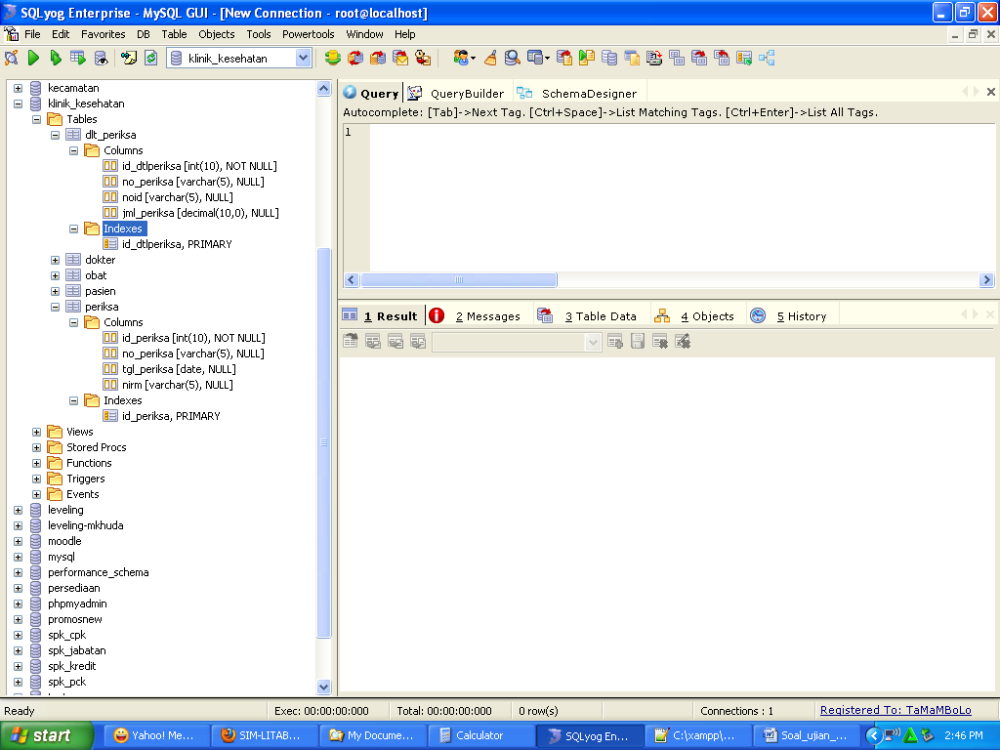 SQLyog Enterprise - MySQL GUI - [New Connection - root@localhost]
File Edit Favorites DB Table Objects Tools Powertools Window Help
klinik_kesehatan
kecamatan
klinik_kesehatan
Tables
dlt_periksa
Columns
id_dtlperiksa [int(10), NOT NULL]
no_periksa [varchar(5), NULL]
noid [varchar(5), NULL]
jml_periksa [decimal(10,0), NULL]
Indexes
id_dtlperiksa, PRIMARY
dokter
obat
pasien
periksa
Columns
id_periksa [int(10), NOT NULL]
no_periksa [varchar(5), NULL]
tgl_periksa [date, NULL]
nirm [varchar(5), NULL]
Indexes
id_periksa, PRIMARY
Views
Stored Procs
Functions
Triggers
Events
leveling
leveling-mkhuda
moodle
mysql
performance_schema
persediaan
phpmyadmin
promosnew
spk_cpk
spk_jabatan
spk_kredit
spk_pck
Query QueryBuilder SchemaDesigner
Autocomplete: [Tab]->Next Tag. [Ctrl+Space]->List Matching Tags. [Ctrl+Enter]->List All Tags.
1
1 Result 2 Messages 3 Table Data 4 Objects 5 History
Ready Exec: 00:00:00:000 Total: 00:00:00:000 0 row(s) Connections : 1 Registered To: TaMaMBoLo
start Yahoo! Me... SIM-LITAB... My Docume... Calculator SQLyog En... C:\xampp\... Soal_ujian_... 2:46 PM